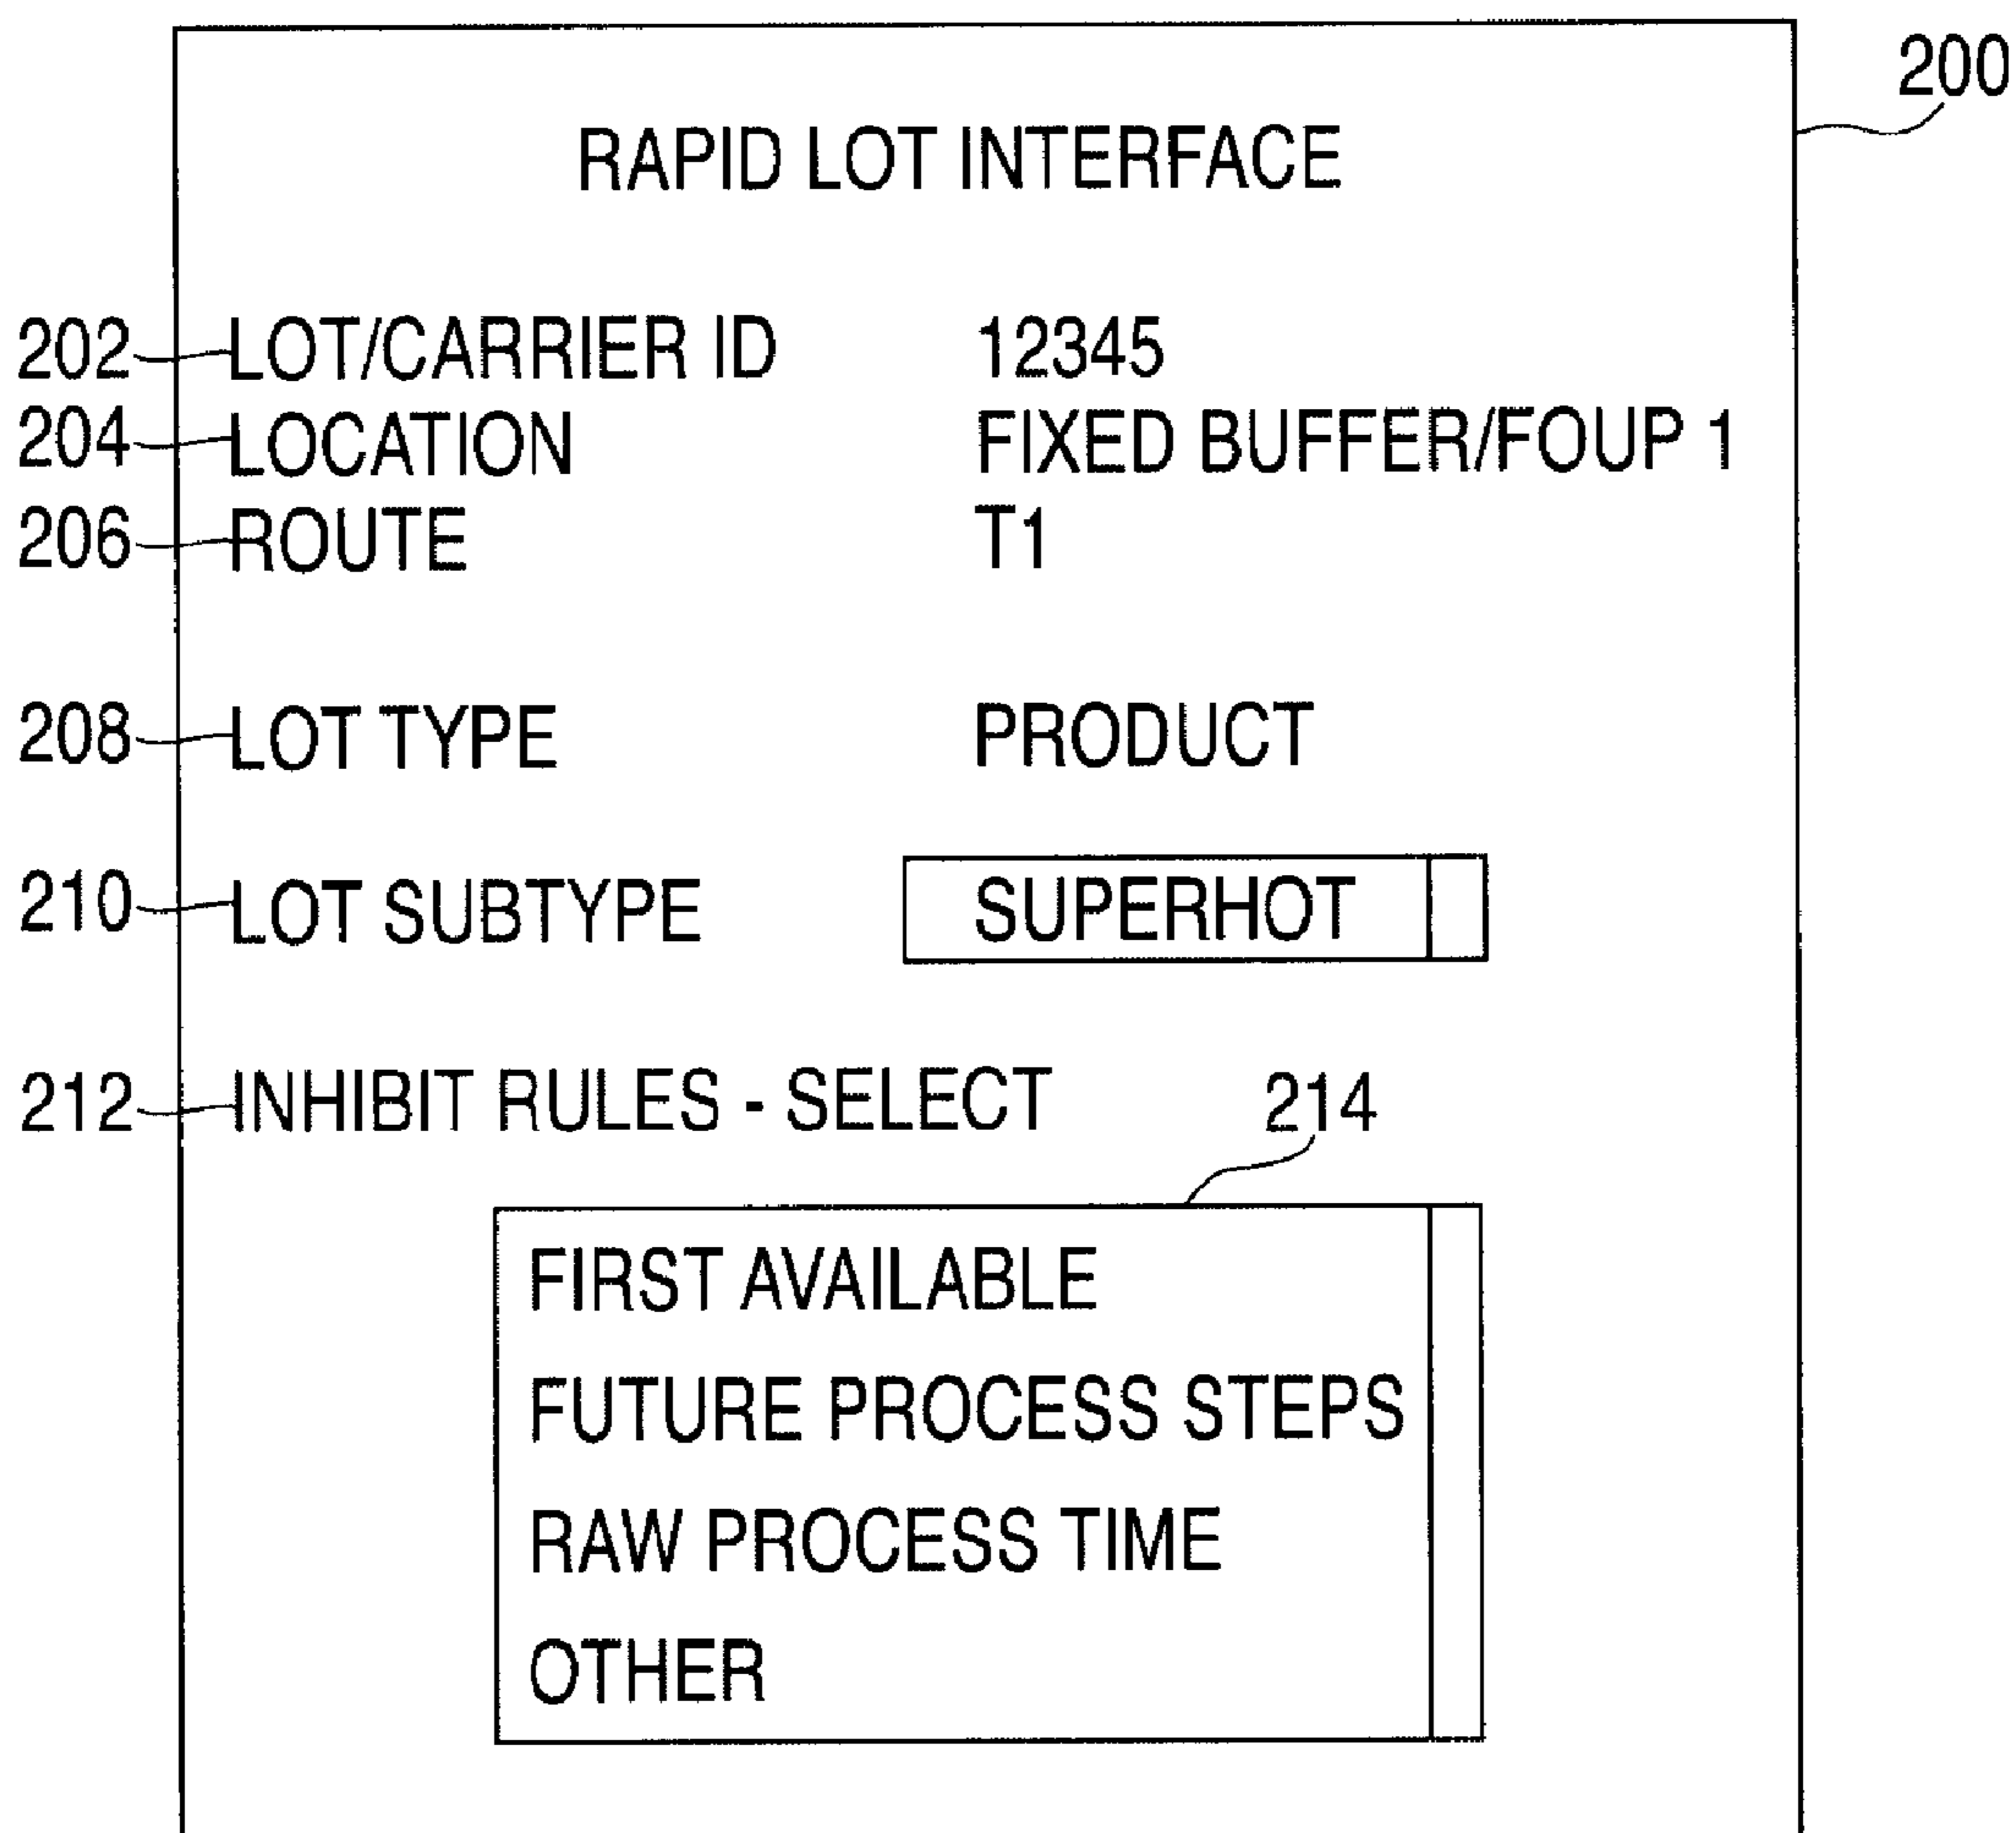 200
RAPID LOT INTERFACE
202 LOT/CARRIER ID 12345
204 LOCATION FIXED BUFFER/FOUP 1
206 ROUTE T1
208 LOT TYPE PRODUCT
210 LOT SUBTYPE SUPERHOT
212 INHIBIT RULES - SELECT 214
FIRST AVAILABLE
FUTURE PROCESS STEPS
RAW PROCESS TIME
OTHER